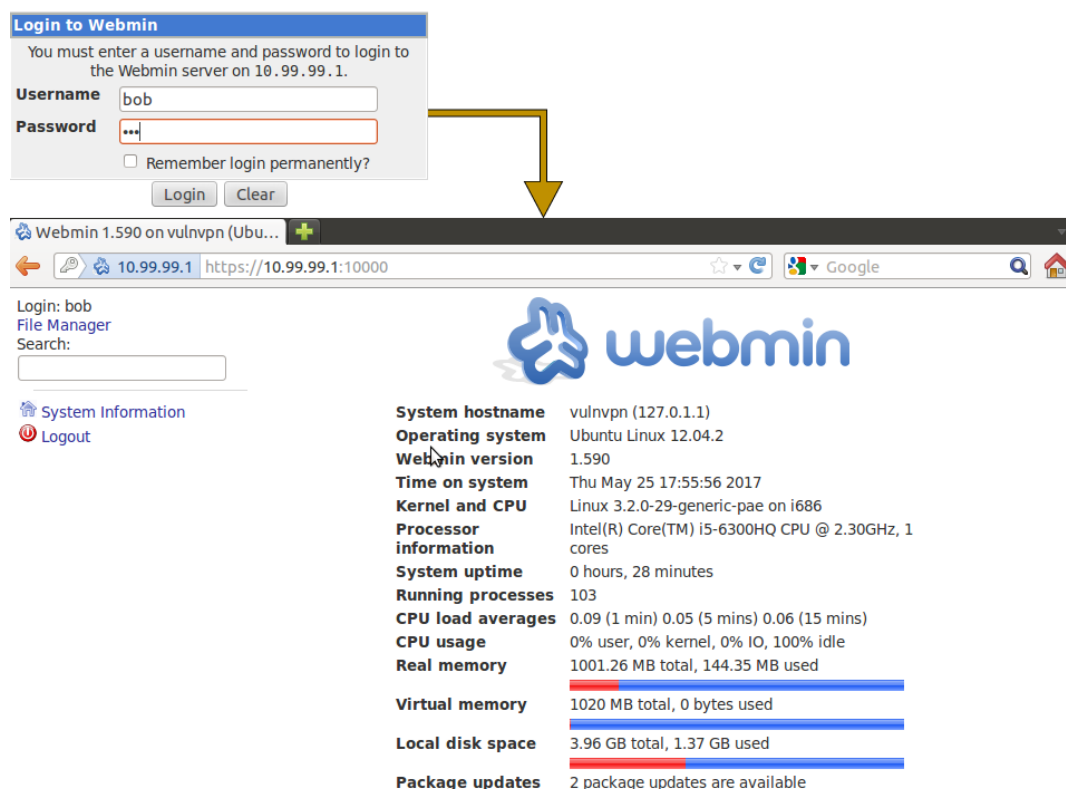 Login to Webmin
You must enter a username and password to login to
the Webmin server on 10.99.99.1.
Username bob
Password •••
Remember login permanently?
Login Clear
Webmin 1.590 on vulnvpn (Ubu...
10.99.99.1 https://10.99.99.1:10000 Google
Login: bob
File Manager
Search:
System Information
Logout
webmin
System hostname vulnvpn (127.0.1.1)
Operating system Ubuntu Linux 12.04.2
Webmin version 1.590
Time on system Thu May 25 17:55:56 2017
Kernel and CPU Linux 3.2.0-29-generic-pae on i686
Processor Intel(R) Core(TM) i5-6300HQ CPU @ 2.30GHz, 1
information cores
System uptime 0 hours, 28 minutes
Running processes 103
CPU load averages 0.09 (1 min) 0.05 (5 mins) 0.06 (15 mins)
CPU usage 0% user, 0% kernel, 0% IO, 100% idle
Real memory 1001.26 MB total, 144.35 MB used
Virtual memory 1020 MB total, 0 bytes used
Local disk space 3.96 GB total, 1.37 GB used
Package updates 2 package updates are available